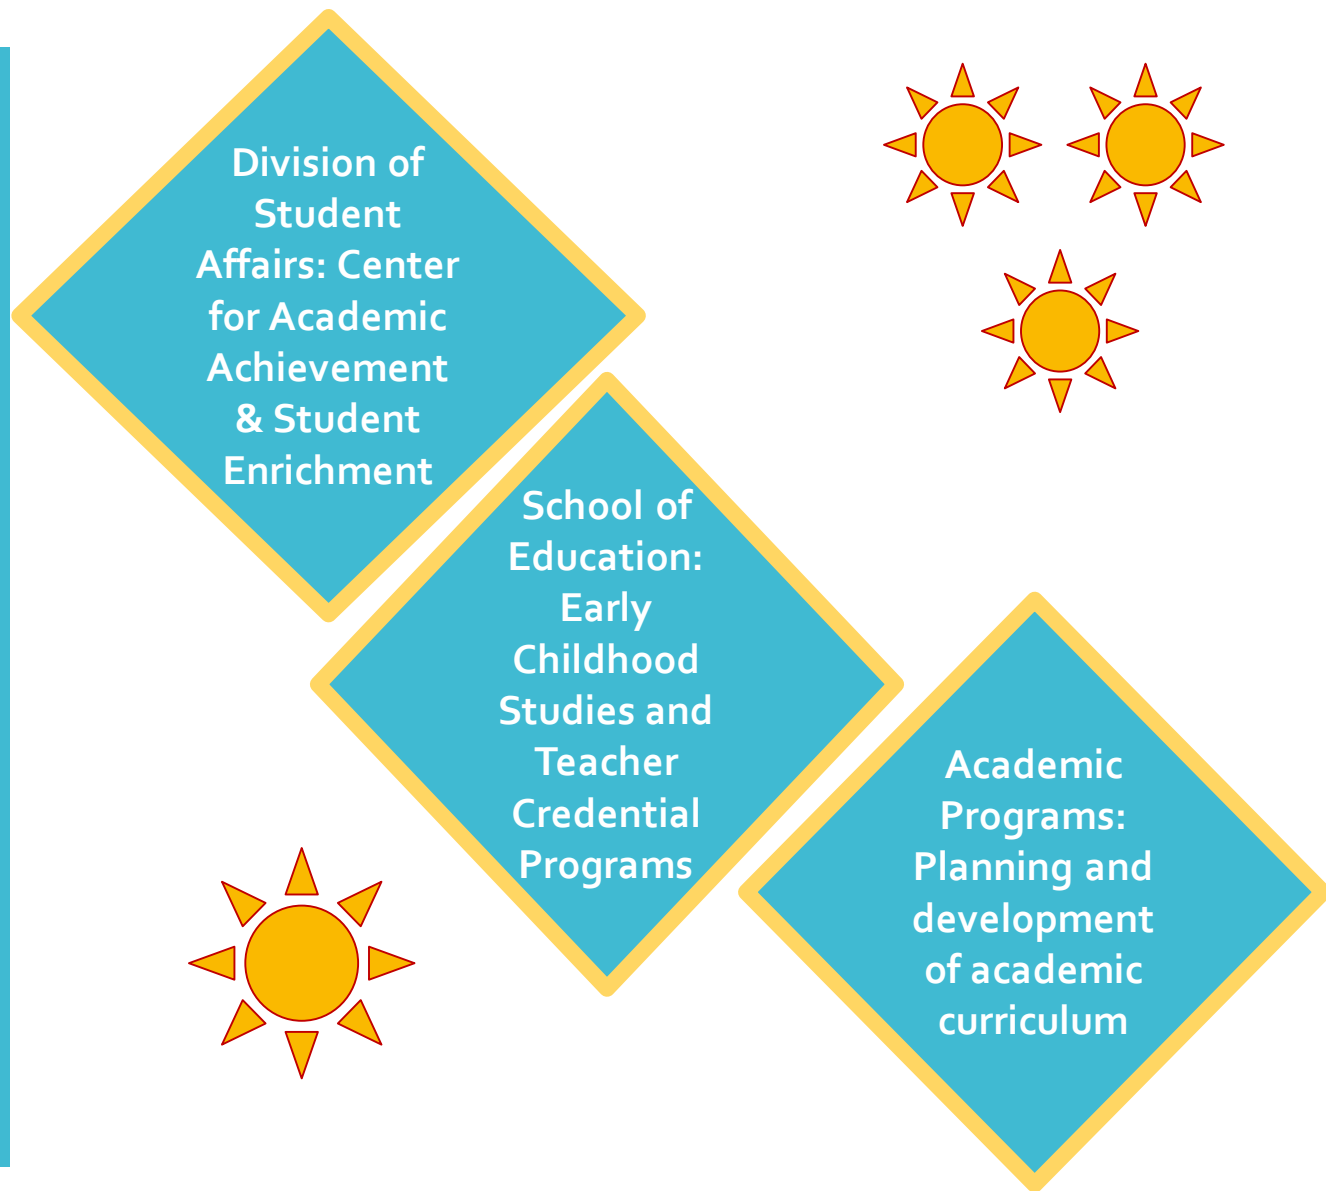 Division of
Student
Affairs: Center
for Academic
Achievement
& Student
Enrichment
School of
Education:
Early
Childhood
Studies and
Teacher
Credential
Programs
Academic
Programs:
Planning and
development
of academic
curriculum